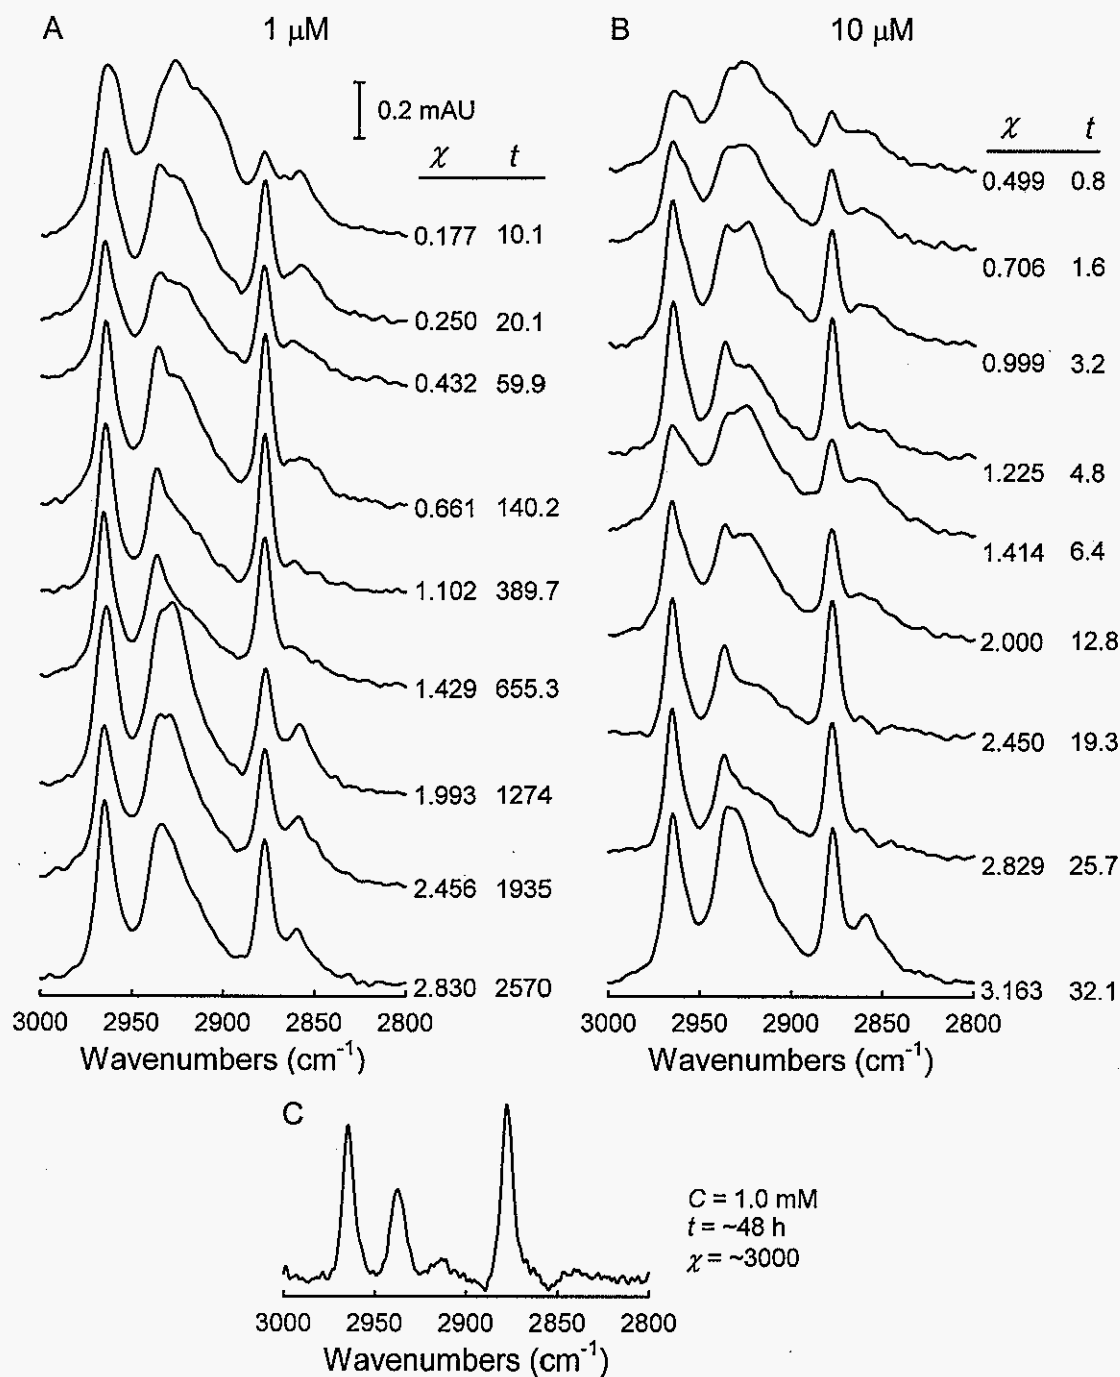 A 1 μM
0.2 mAU
χ t
0.177 10.1
0.250 20.1
0.432 59.9
0.661 140.2
1.102 389.7
1.429 655.3
1.993 1274
2.456 1935
2.830 2570
3000 2950 2900 2850 2800
Wavenumbers (cm⁻¹)
B 10 μM
χ t
0.499 0.8
0.706 1.6
0.999 3.2
1.225 4.8
1.414 6.4
2.000 12.8
2.450 19.3
2.829 25.7
3.163 32.1
3000 2950 2900 2850 2800
Wavenumbers (cm⁻¹)
C
C = 1.0 mM
t = ~48 h
χ = ~3000
3000 2950 2900 2850 2800
Wavenumbers (cm⁻¹)